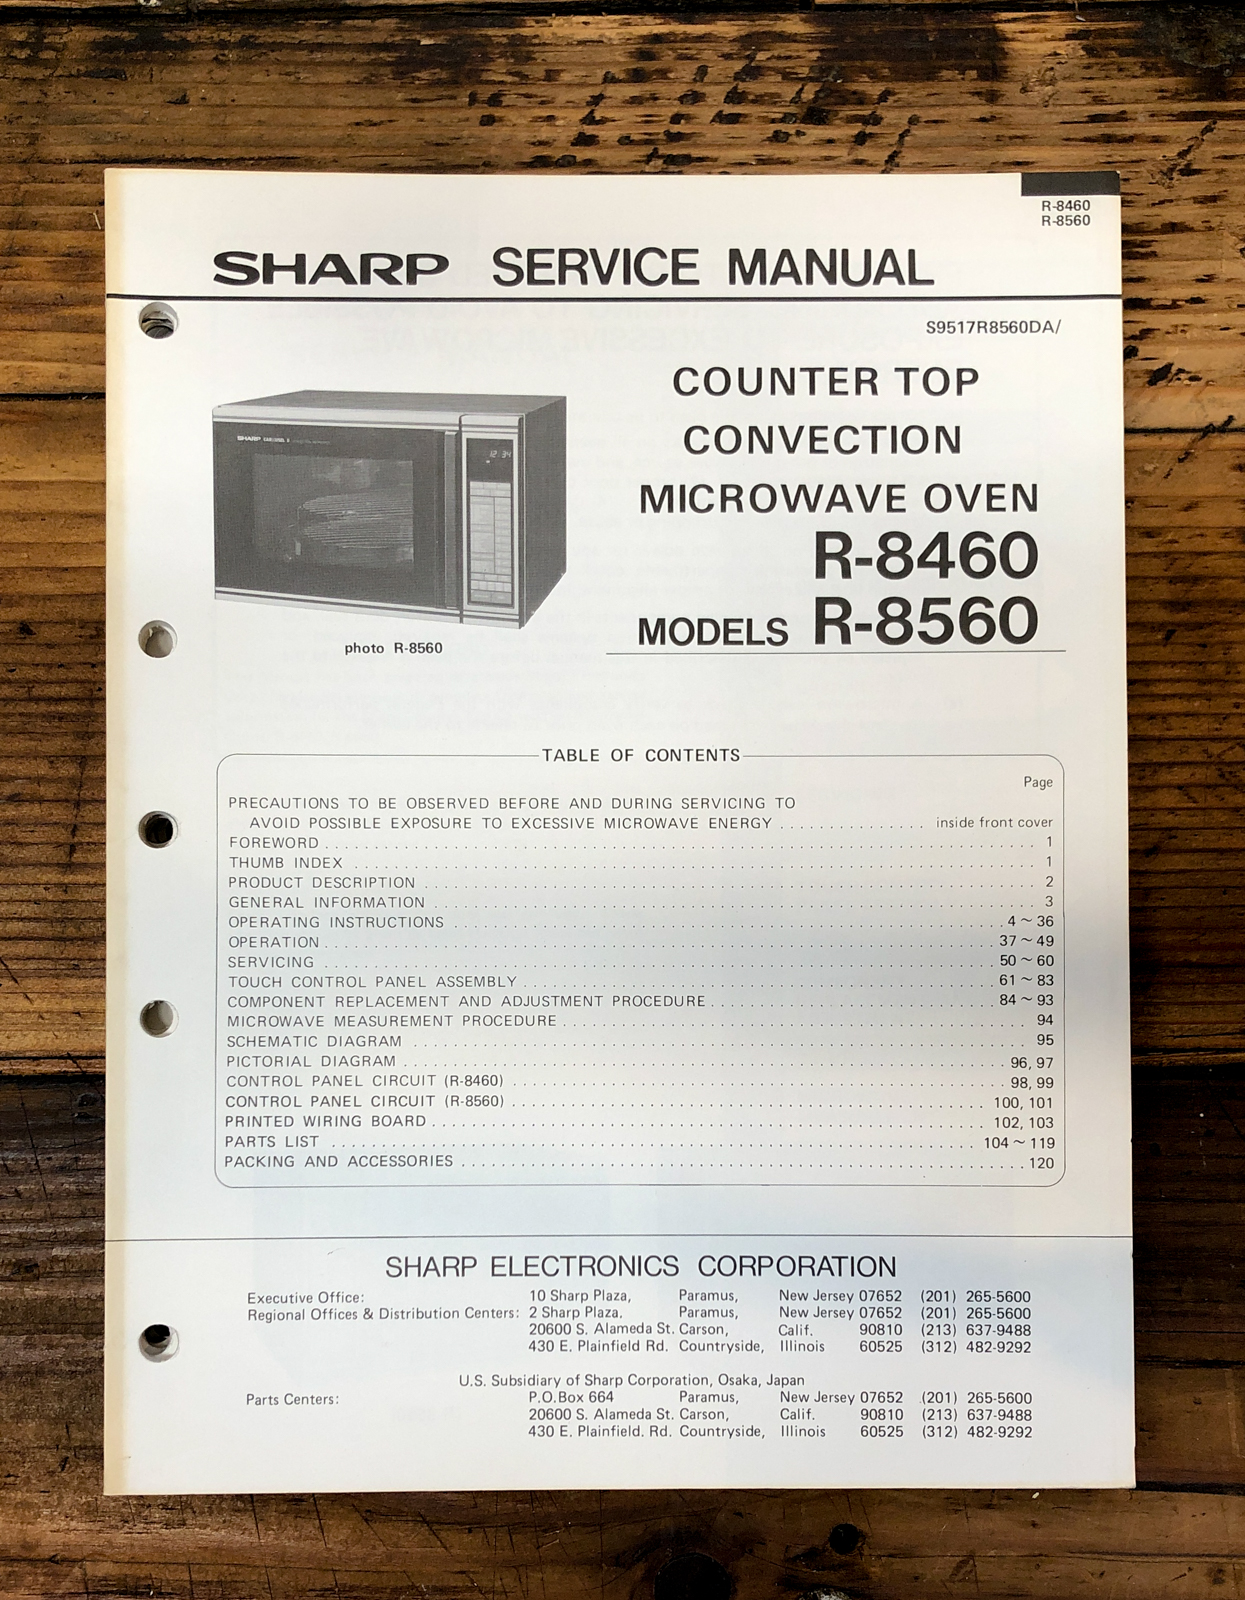 R-8460
R-8560
SHARP SERVICE MANUAL
S9517R8560DA/
COUNTER TOP
CONVECTION
MICROWAVE OVEN
R-8460
MODELS R-8560
SHARP
12:34
photo R-8560
TABLE OF CONTENTS
Page
PRECAUTIONS TO BE OBSERVED BEFORE AND DURING SERVICING TO
AVOID POSSIBLE EXPOSURE TO EXCESSIVE MICROWAVE ENERGY . . . . . . . . . . . . . . . inside front cover
FOREWORD . . . . . . . . . . 1
THUMB INDEX . . . . . . . . . . 1
PRODUCT DESCRIPTION . . . . . . . . . . 2
GENERAL INFORMATION . . . . . . . . . . 3
OPERATING INSTRUCTIONS . . . . . . . . . . 4 ~ 36
OPERATION . . . . . . . . . . 37 ~ 49
SERVICING . . . . . . . . . . 50 ~ 60
TOUCH CONTROL PANEL ASSEMBLY . . . . . . . . . . 61 ~ 83
COMPONENT REPLACEMENT AND ADJUSTMENT PROCEDURE . . . . . . . . . . 84 ~ 93
MICROWAVE MEASUREMENT PROCEDURE . . . . . . . . . . 94
SCHEMATIC DIAGRAM . . . . . . . . . . 95
PICTORIAL DIAGRAM . . . . . . . . . . 96, 97
CONTROL PANEL CIRCUIT (R-8460) . . . . . . . . . . 98, 99
CONTROL PANEL CIRCUIT (R-8560) . . . . . . . . . . 100, 101
PRINTED WIRING BOARD . . . . . . . . . . 102, 103
PARTS LIST . . . . . . . . . . 104 ~ 119
PACKING AND ACCESSORIES . . . . . . . . . . 120
SHARP ELECTRONICS CORPORATION
Executive Office: 10 Sharp Plaza, Paramus, New Jersey 07652 (201) 265-5600
Regional Offices & Distribution Centers: 2 Sharp Plaza. Paramus, New Jersey 07652 (201) 265-5600
20600 S. Alameda St. Carson, Calif. 90810 (213) 637-9488
430 E. Plainfield Rd. Countryside, Illinois 60525 (312) 482-9292
U.S. Subsidiary of Sharp Corporation, Osaka, Japan
Parts Centers: P.O.Box 664 Paramus, New Jersey 07652 (201) 265-5600
20600 S. Alameda St. Carson, Calif. 90810 (213) 637-9488
430 E. Plainfield. Rd. Countryside, Illinois 60525 (312) 482-9292